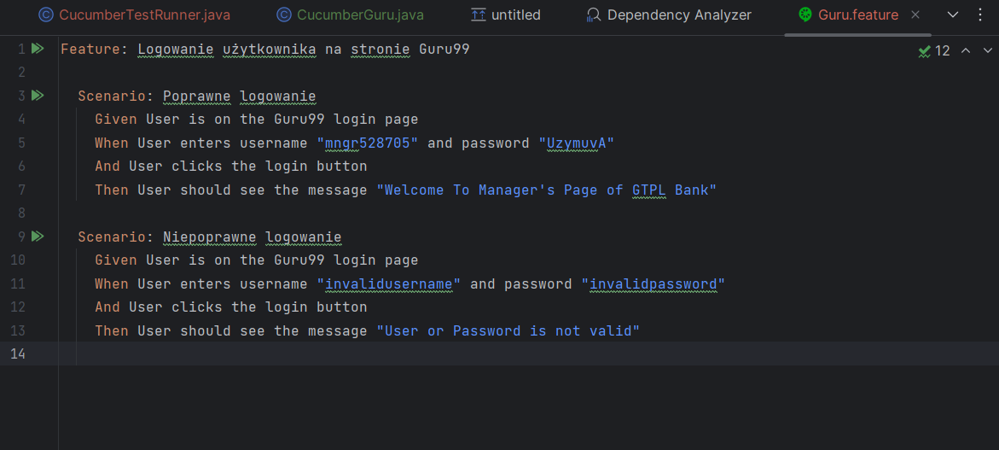 CucumberTestRunner.java CucumberGuru.java untitled Dependency Analyzer Guru.feature
1 Feature: Logowanie użytkownika na stronie Guru99 12
2
3 Scenario: Poprawne logowanie
4 Given User is on the Guru99 login page
5 When User enters username "mngr528705" and password "UzymuvA"
6 And User clicks the login button
7 Then User should see the message "Welcome To Manager's Page of GTPL Bank"
8
9 Scenario: Niepoprawne logowanie
10 Given User is on the Guru99 login page
11 When User enters username "invalidusername" and password "invalidpassword"
12 And User clicks the login button
13 Then User should see the message "User or Password is not valid"
14